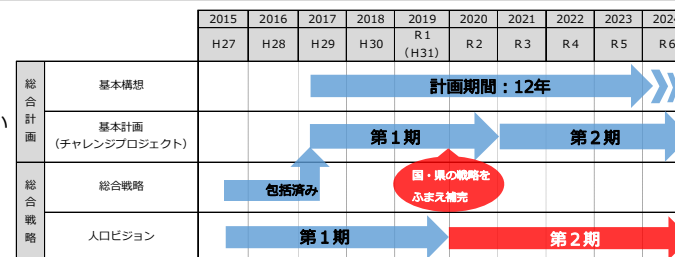 2015 2016 2017 2018 2019 2020 2021 2022 2023 2024
H27 H28 H29 H30 R1 (H31) R2 R3 R4 R5 R6
い
総合計画
基本構想
計画期間：12年
基本計画
（チャレンジプロジェクト）
第１期
第２期
総合戦略
総合戦略
包括済み
国・県の戦略を
ふまえ補完
人口ビジョン
第１期
第２期